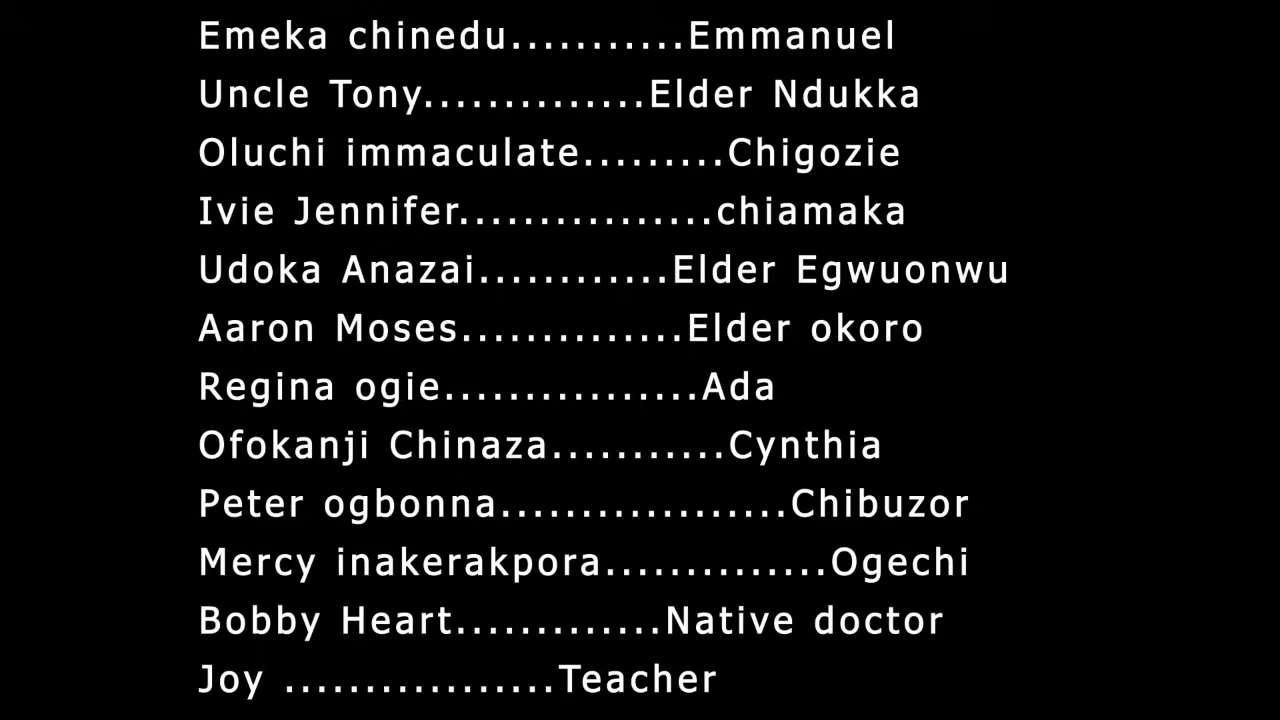 Emeka chinedu...........Emmanuel
Uncle Tony..............Elder Ndukka
Oluchi immaculate.........Chigozie
Ivie Jennifer................chiamaka
Udoka Anazai............Elder Egwuonwu
Aaron Moses..............Elder okoro
Regina ogie................Ada
Ofokanji Chinaza...........Cynthia
Peter ogbonna..................Chibuzor
Mercy inakerakpora..............Ogechi
Bobby Heart.............Native doctor
Joy .................Teacher